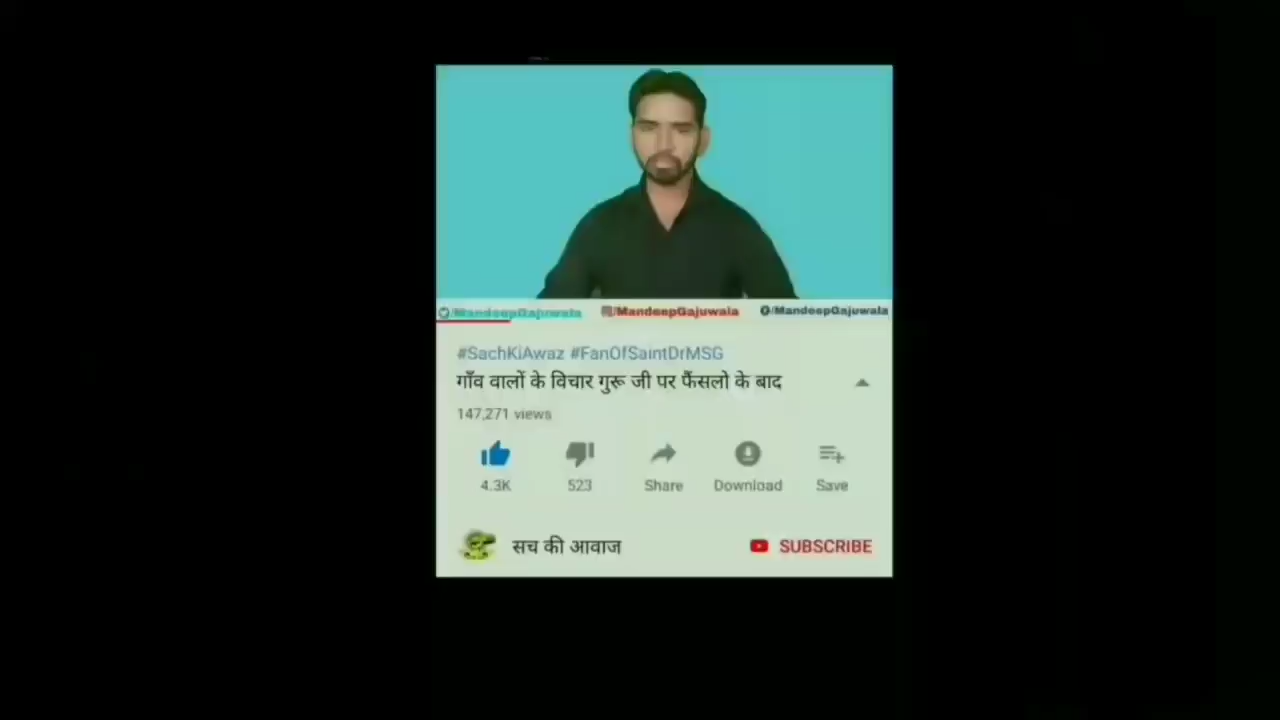 /MandeepGajuwala /MandeepGajuwala /MandeepGajuwala
#SachKiAwaz #FanOfSaintDrMSG
गाँव वालों के विचार गुरू जी पर फैंसलो के बाद
147,271 views
4.3K 523 Share Download Save
सच की आवाज SUBSCRIBE